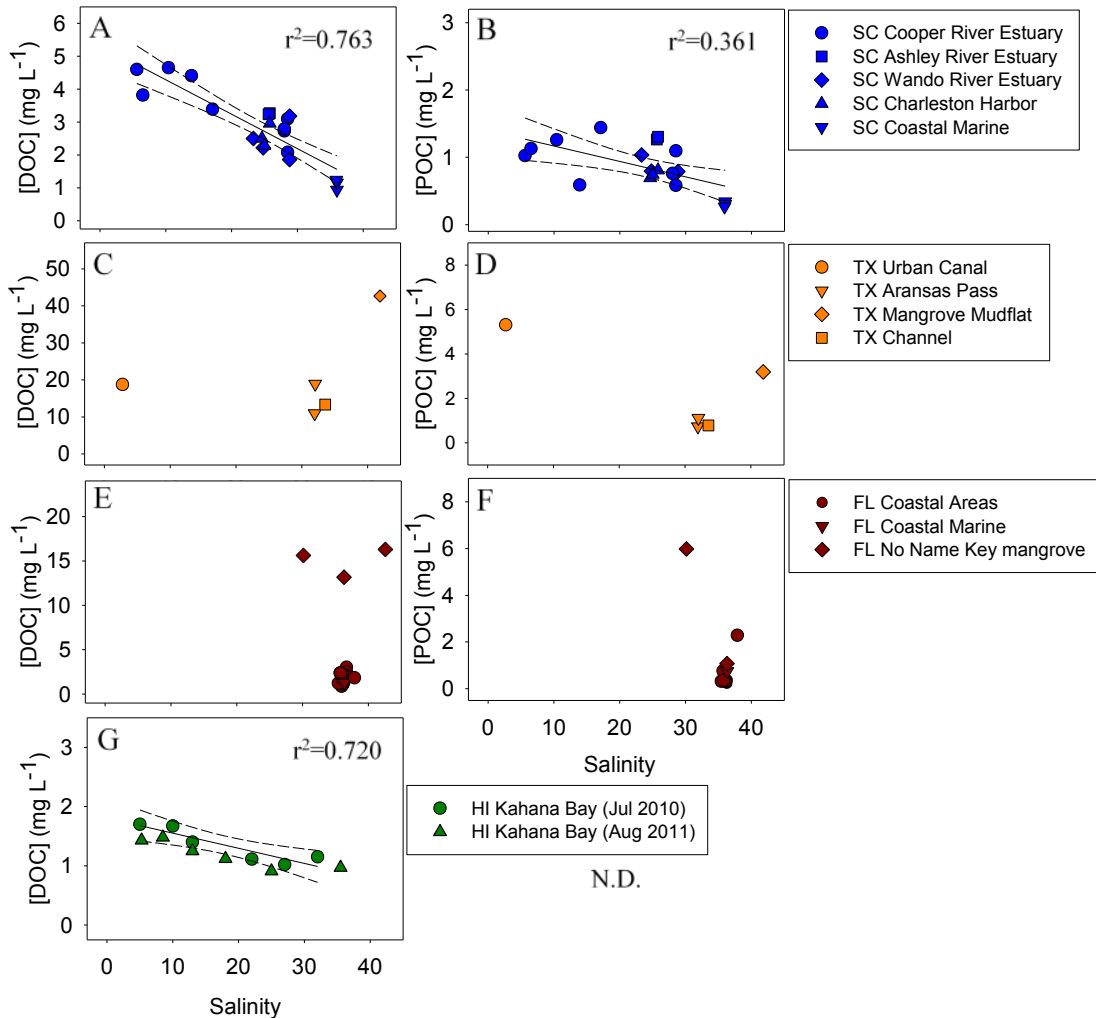 A
r²=0.763
6
5
4
3
2
1
0
[DOC] (mg L⁻¹)
B
r²=0.361
3
2
1
0
[POC] (mg L⁻¹)
SC Cooper River Estuary
SC Ashley River Estuary
SC Wando River Estuary
SC Charleston Harbor
SC Coastal Marine
C
50
40
30
20
10
0
[DOC] (mg L⁻¹)
D
8
6
4
2
0
[POC] (mg L⁻¹)
TX Urban Canal
TX Aransas Pass
TX Mangrove Mudflat
TX Channel
E
20
15
10
5
0
[DOC] (mg L⁻¹)
F
8
6
4
2
0
[POC] (mg L⁻¹)
0 10 20 30 40
Salinity
FL Coastal Areas
FL Coastal Marine
FL No Name Key mangrove
G
r²=0.720
3
2
1
0
[DOC] (mg L⁻¹)
0 10 20 30 40
Salinity
HI Kahana Bay (Jul 2010)
HI Kahana Bay (Aug 2011)
N.D.